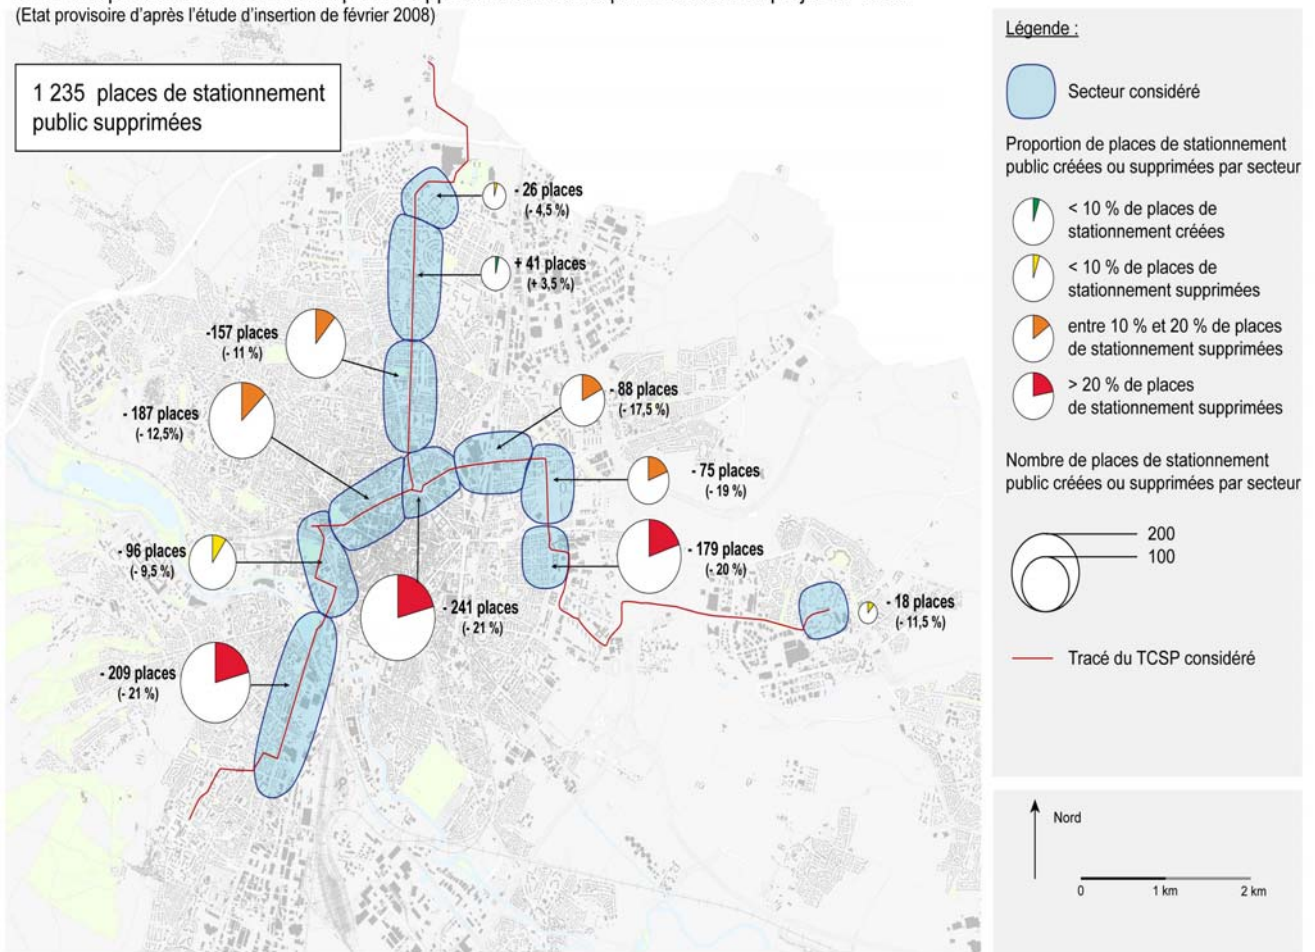 (Etat provisoire d'après l'étude d'insertion de février 2008)
1 235 places de stationnement
public supprimées
- 26 places
(- 4,5 %)
+ 41 places
(+ 3,5 %)
-157 places
(- 11 %)
- 187 places
(- 12,5%)
- 88 places
(- 17,5 %)
- 75 places
(- 19 %)
- 96 places
(- 9,5 %)
- 179 places
(- 20 %)
- 241 places
(- 21 %)
- 18 places
(- 11,5 %)
- 209 places
(- 21 %)
Légende :
Secteur considéré
Proportion de places de stationnement
public créées ou supprimées par secteur
< 10 % de places de
stationnement créées
< 10 % de places de
stationnement supprimées
entre 10 % et 20 % de places
de stationnement supprimées
> 20 % de places
de stationnement supprimées
Nombre de places de stationnement
public créées ou supprimées par secteur
200
100
Tracé du TCSP considéré
Nord
0 1 km 2 km